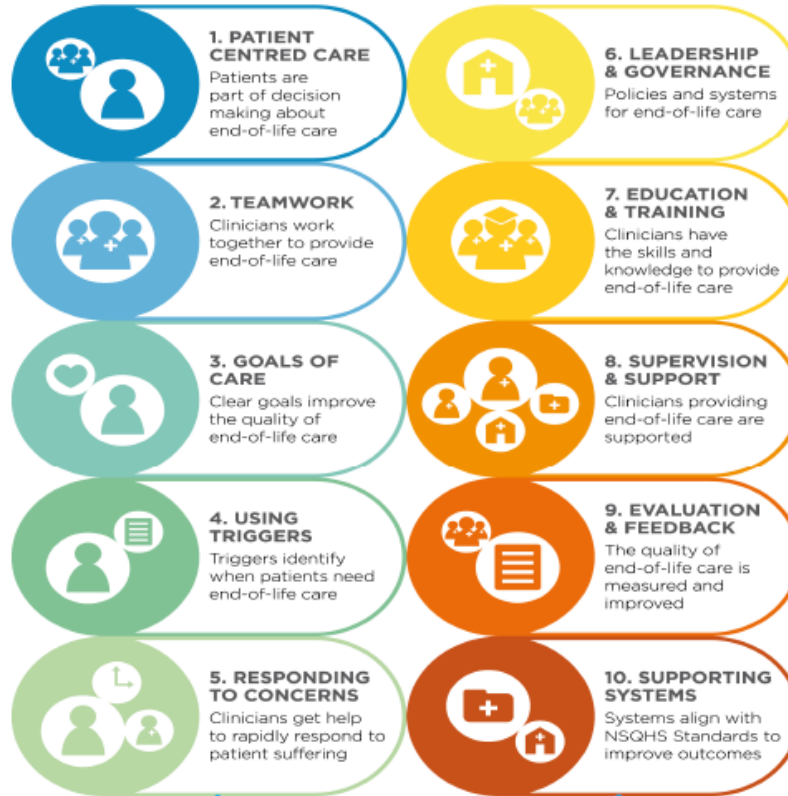 1. PATIENT
CENTRED CARE
Patients are
part of decision
making about
end-of-life care
2. TEAMWORK
Clinicians work
together to provide
end-of-life care
3. GOALS OF
CARE
Clear goals improve
the quality of
end-of-life care
4. USING
TRIGGERS
Triggers identify
when patients need
end-of-life care
5. RESPONDING
TO CONCERNS
Clinicians get help
to rapidly respond to
patient suffering
6. LEADERSHIP
& GOVERNANCE
Policies and systems
for end-of-life care
7. EDUCATION
& TRAINING
Clinicians have
the skills and
knowledge to provide
end-of-life care
8. SUPERVISION
& SUPPORT
Clinicians providing
end-of-life care are
supported
9. EVALUATION
& FEEDBACK
The quality of
end-of-life care is
measured and
improved
10. SUPPORTING
SYSTEMS
Systems align with
NSQHS Standards to
improve outcomes